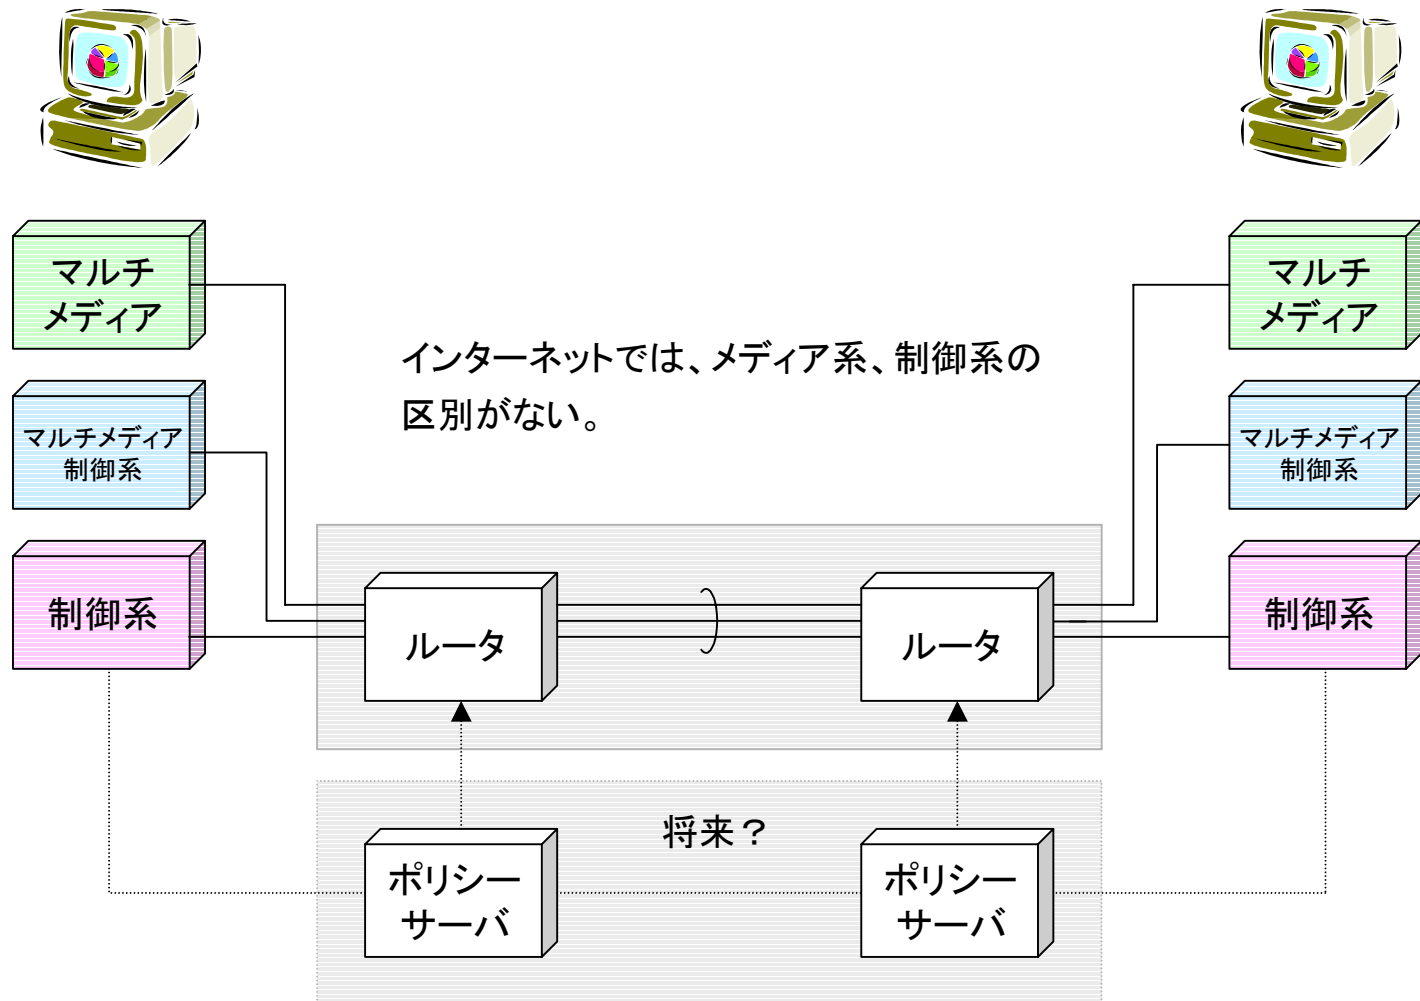 マルチ
メディア
マルチ
メディア
インターネットでは、メディア系、制御系の
区別がない。
マルチメディア
制御系
マルチメディア
制御系
制御系
制御系
ルータ
ルータ
将来？
ポリシー
サーバ
ポリシー
サーバ